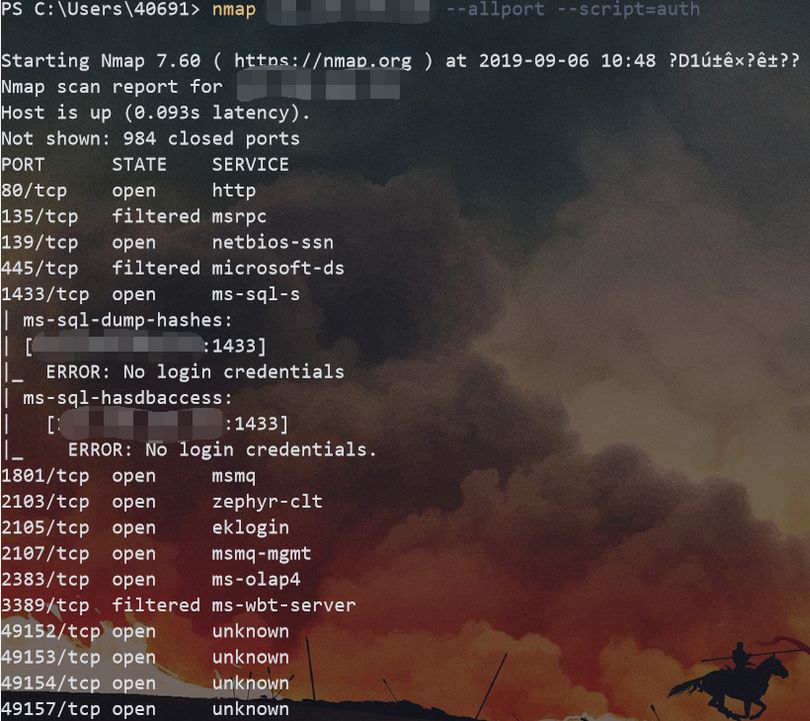 PS C:\Users\40691> nmap --allport --script=auth
Starting Nmap 7.60 ( https://nmap.org ) at 2019-09-06 10:48 ?D1ú±ê×?ê±??
Nmap scan report for
Host is up (0.093s latency).
Not shown: 984 closed ports
PORT STATE SERVICE
80/tcp open http
135/tcp filtered msrpc
139/tcp open netbios-ssn
445/tcp filtered microsoft-ds
1433/tcp open ms-sql-s
| ms-sql-dump-hashes:
| [ :1433]
|_ ERROR: No login credentials
| ms-sql-hasdbaccess:
| [ :1433]
|_ ERROR: No login credentials.
1801/tcp open msmq
2103/tcp open zephyr-clt
2105/tcp open eklogin
2107/tcp open msmq-mgmt
2383/tcp open ms-olap4
3389/tcp filtered ms-wbt-server
49152/tcp open unknown
49153/tcp open unknown
49154/tcp open unknown
49157/tcp open unknown